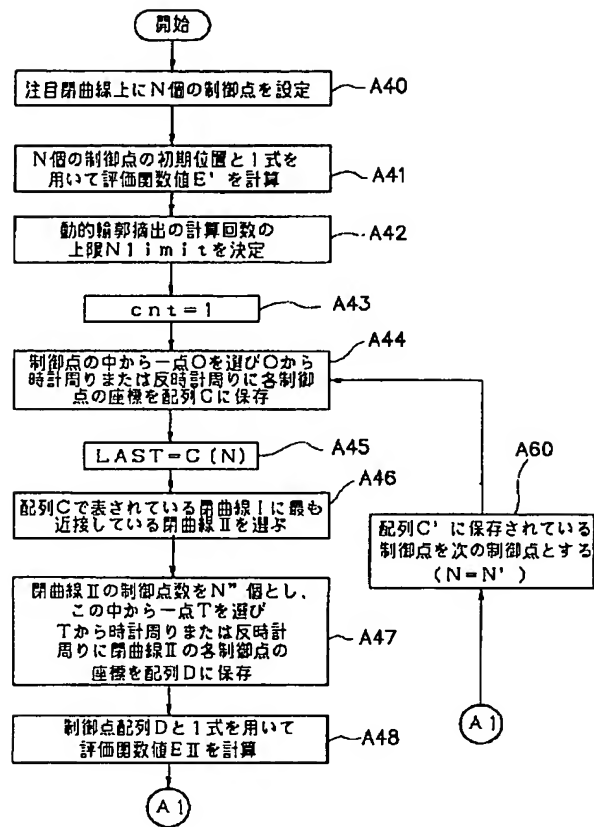 開始
注目閉曲線上にN個の制御点を設定
A40
N個の制御点の初期位置と1式を
用いて評価関数値E'を計算
A41
動的輪郭摘出の計算回数の
上限Nlimitを決定
A42
cnt=1
A43
制御点の中から一点Oを選びOから
時計周りまたは反時計周りに各制御
点の座標を配列Cに保存
A44
LAST=C(N)
A45
配列Cで表されている閉曲線Iに最も
近接している閉曲線IIを選ぶ
A46
閉曲線IIの制御点数をN"個とし、
この中から一点Tを選び
Tから時計周りまたは反時計
周りに閉曲線IIの各制御点の
座標を配列Dに保存
A47
制御点配列Dと1式を用いて
評価関数値EIIを計算
A48
A1
A60
配列C'に保存されている
制御点を次の制御点とする
(N=N')
A1